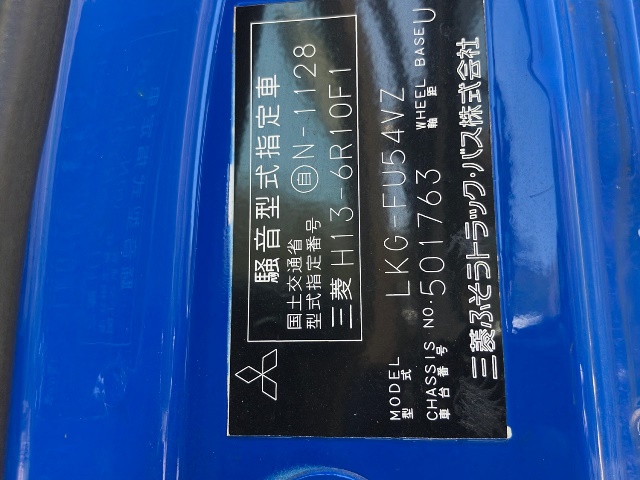 騒音型式指定車
国土交通省
型式指定番号 自N-1128
三菱 H13-6R10F1
MODEL LKG-FU54VZ
型式
CHASSIS NO. 501763 WHEEL BASE U
車台番号 軸距
三菱ふそうトラック・バス株式会社